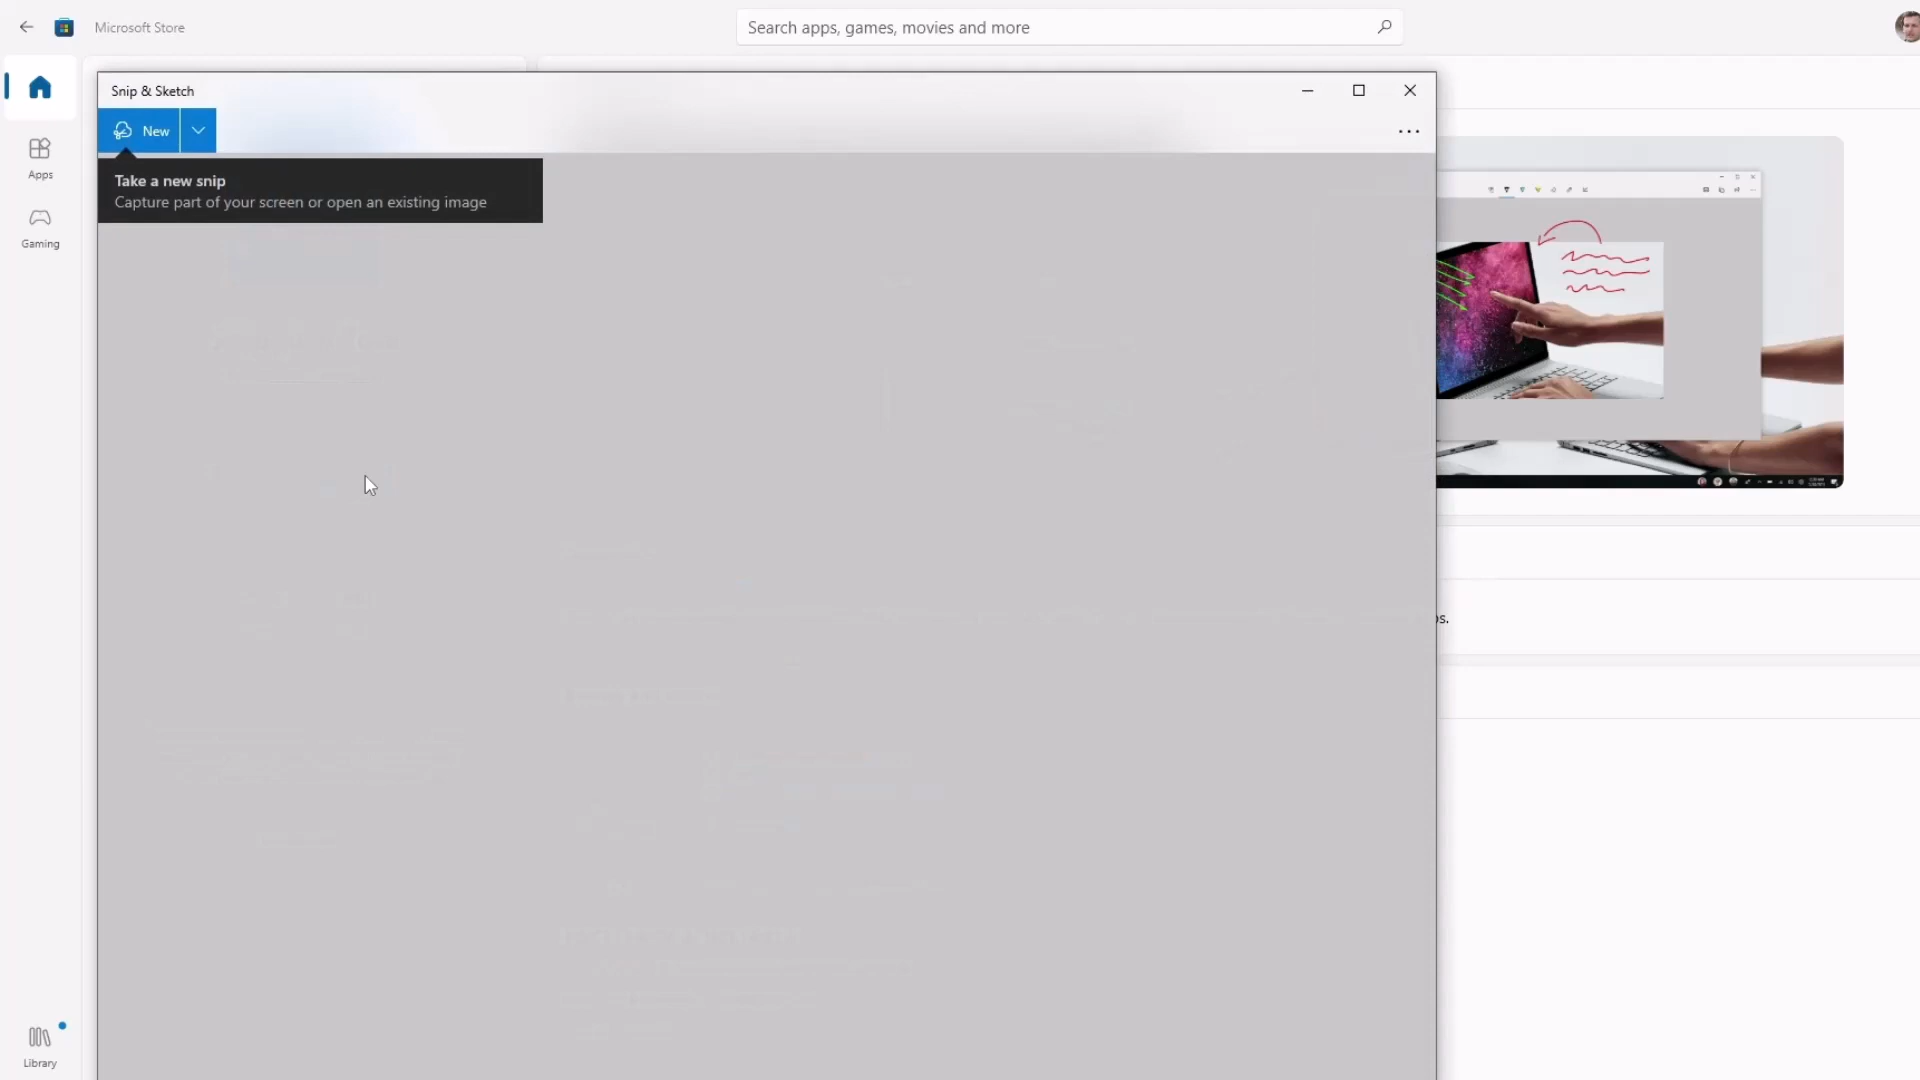 Microsoft Store
Search apps, games, movies and more
Snip & Sketch
New
Take a new snip
Capture part of your screen or open an existing image
Apps
Gaming
os.
Library